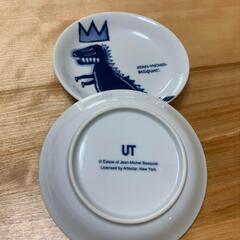 JEAN-MICHEL
BASQUIAT.
UT
© Estate of Jean-Michel Basquiat
Licensed by Artestar, New York.